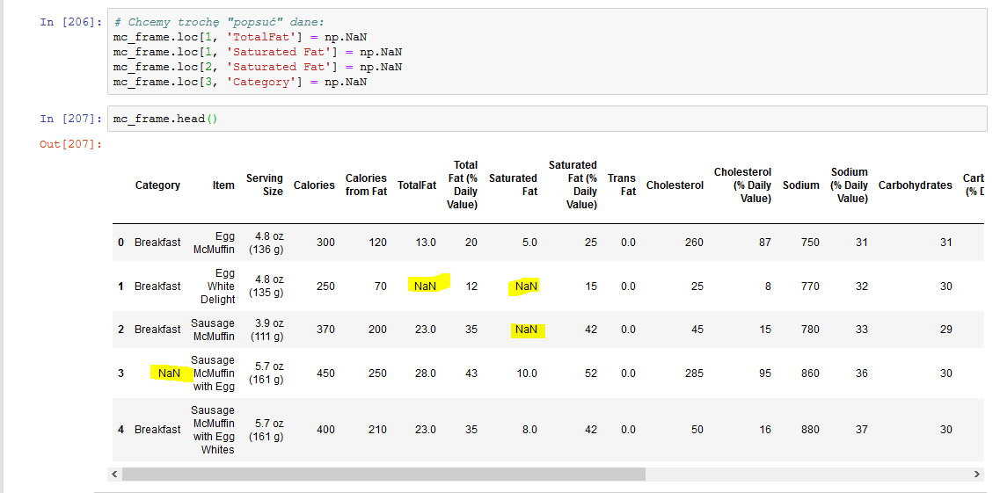 In [206]: # Chcemy trochę "popsuć" dane:
mc_frame.loc[1, 'TotalFat'] = np.NaN
mc_frame.loc[1, 'Saturated Fat'] = np.NaN
mc_frame.loc[2, 'Saturated Fat'] = np.NaN
mc_frame.loc[3, 'Category'] = np.NaN
In [207]: mc_frame.head()
Out[207]:
Category Item Serving Size Calories Calories from Fat TotalFat Total Fat (% Daily Value) Saturated Fat Saturated Fat (% Daily Value) Trans Fat Cholesterol Cholesterol (% Daily Value) Sodium Sodium (% Daily Value) Carbohydrates
0 Breakfast Egg McMuffin 4.8 oz (136 g) 300 120 13.0 20 5.0 25 0.0 260 87 750 31 31
1 Breakfast Egg White Delight 4.8 oz (135 g) 250 70 NaN 12 NaN 15 0.0 25 8 770 32 30
2 Breakfast Sausage McMuffin 3.9 oz (111 g) 370 200 23.0 35 NaN 42 0.0 45 15 780 33 29
3 NaN Sausage McMuffin with Egg 5.7 oz (161 g) 450 250 28.0 43 10.0 52 0.0 285 95 860 36 30
4 Breakfast Sausage McMuffin with Egg Whites 5.7 oz (161 g) 400 210 23.0 35 8.0 42 0.0 50 16 880 37 30